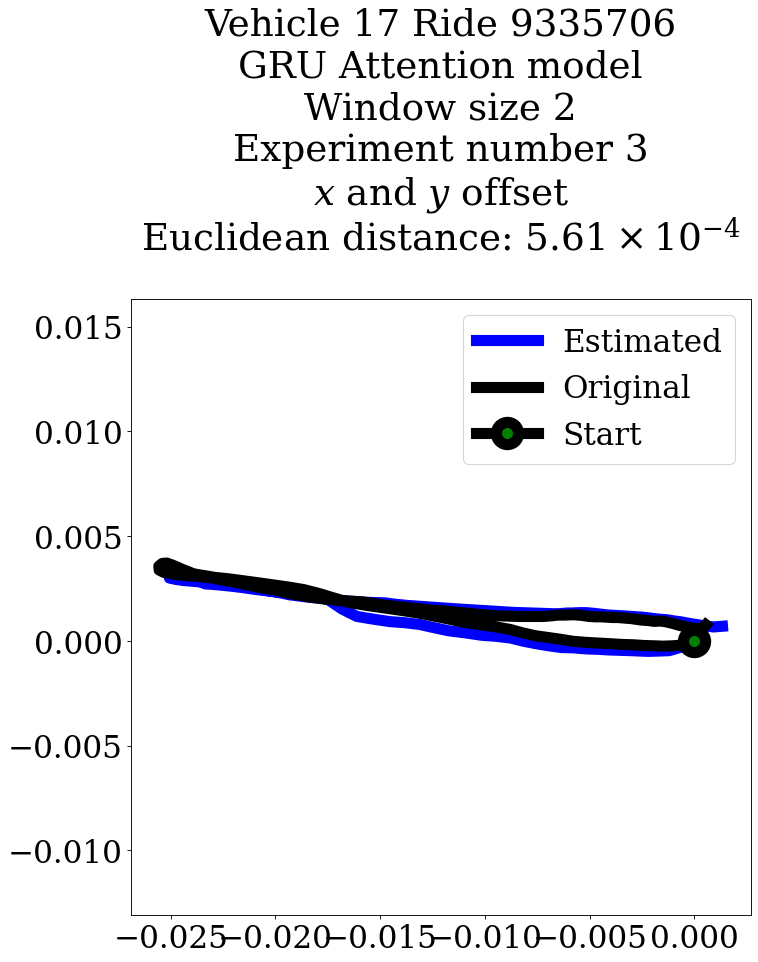 Vehicle 17 Ride 9335706
GRU Attention model
Window size 2
Experiment number 3
x and y offset
Euclidean distance: 5.61 × 10⁻⁴
Estimated
Original
Start
0.015
0.010
0.005
0.000
−0.005
−0.010
−0.025 −0.020 −0.015 −0.010 −0.005 0.000